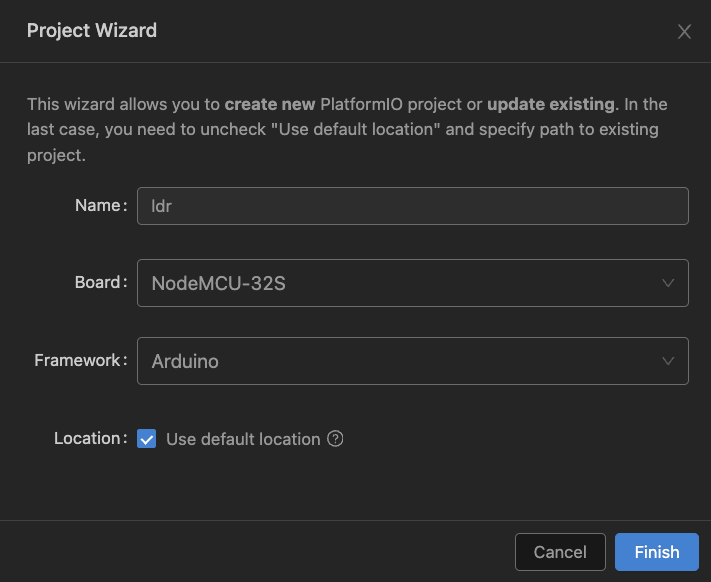 Project Wizard
This wizard allows you to create new PlatformIO project or update existing. In the
last case, you need to uncheck "Use default location" and specify path to existing
project.
Name: ldr
Board: NodeMCU-32S
Framework: Arduino
Location: Use default location ?
Cancel Finish